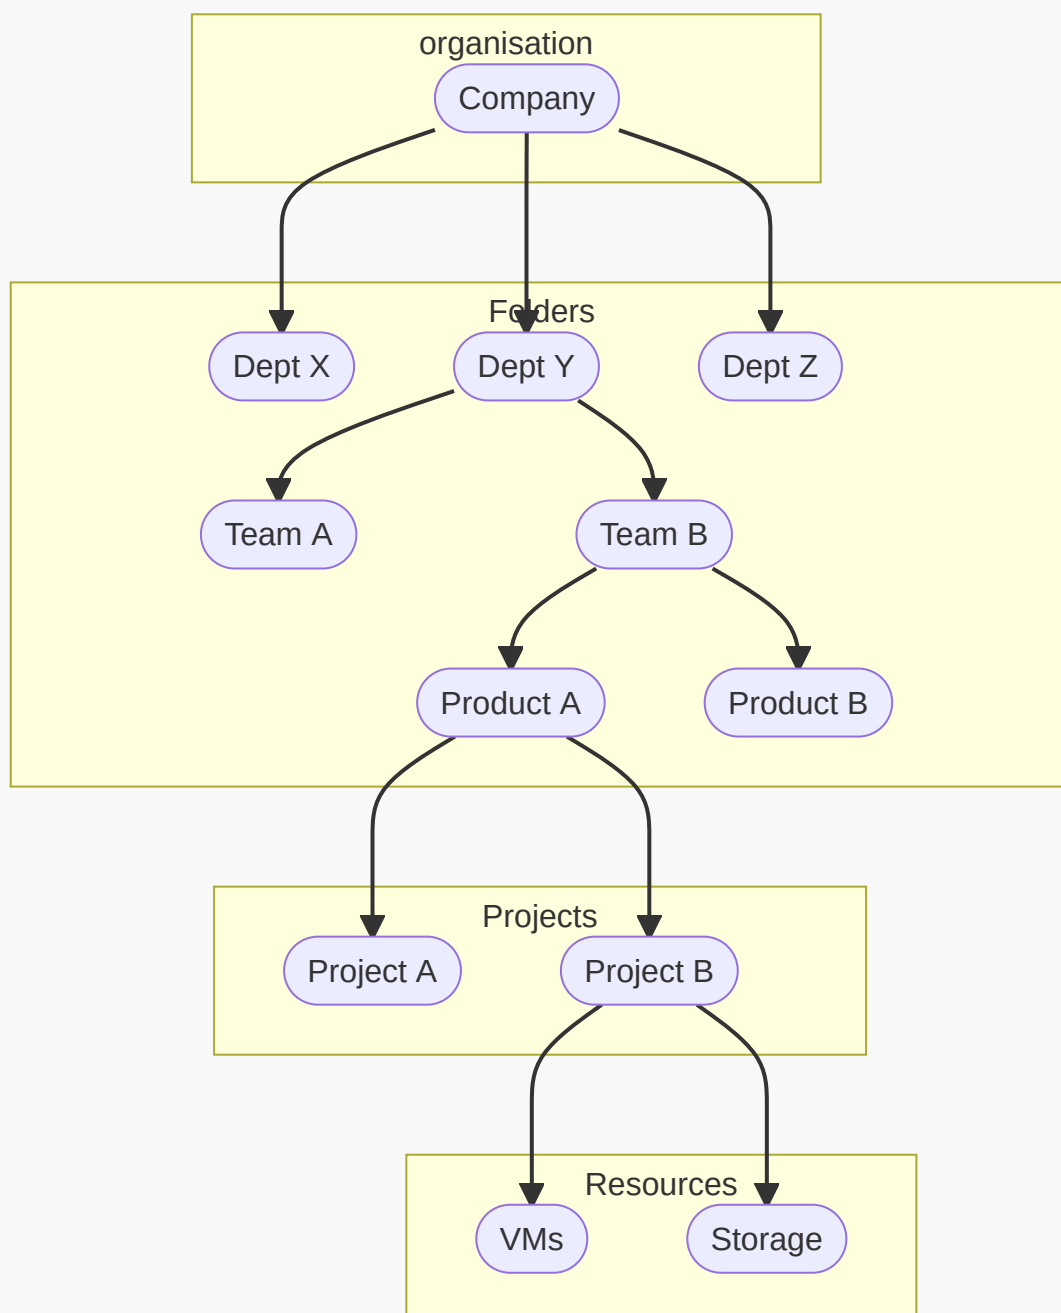 organisation
Company
Folders
Dept X
Dept Y
Dept Z
Team A
Team B
Product A
Product B
Projects
Project A
Project B
Resources
VMs
Storage